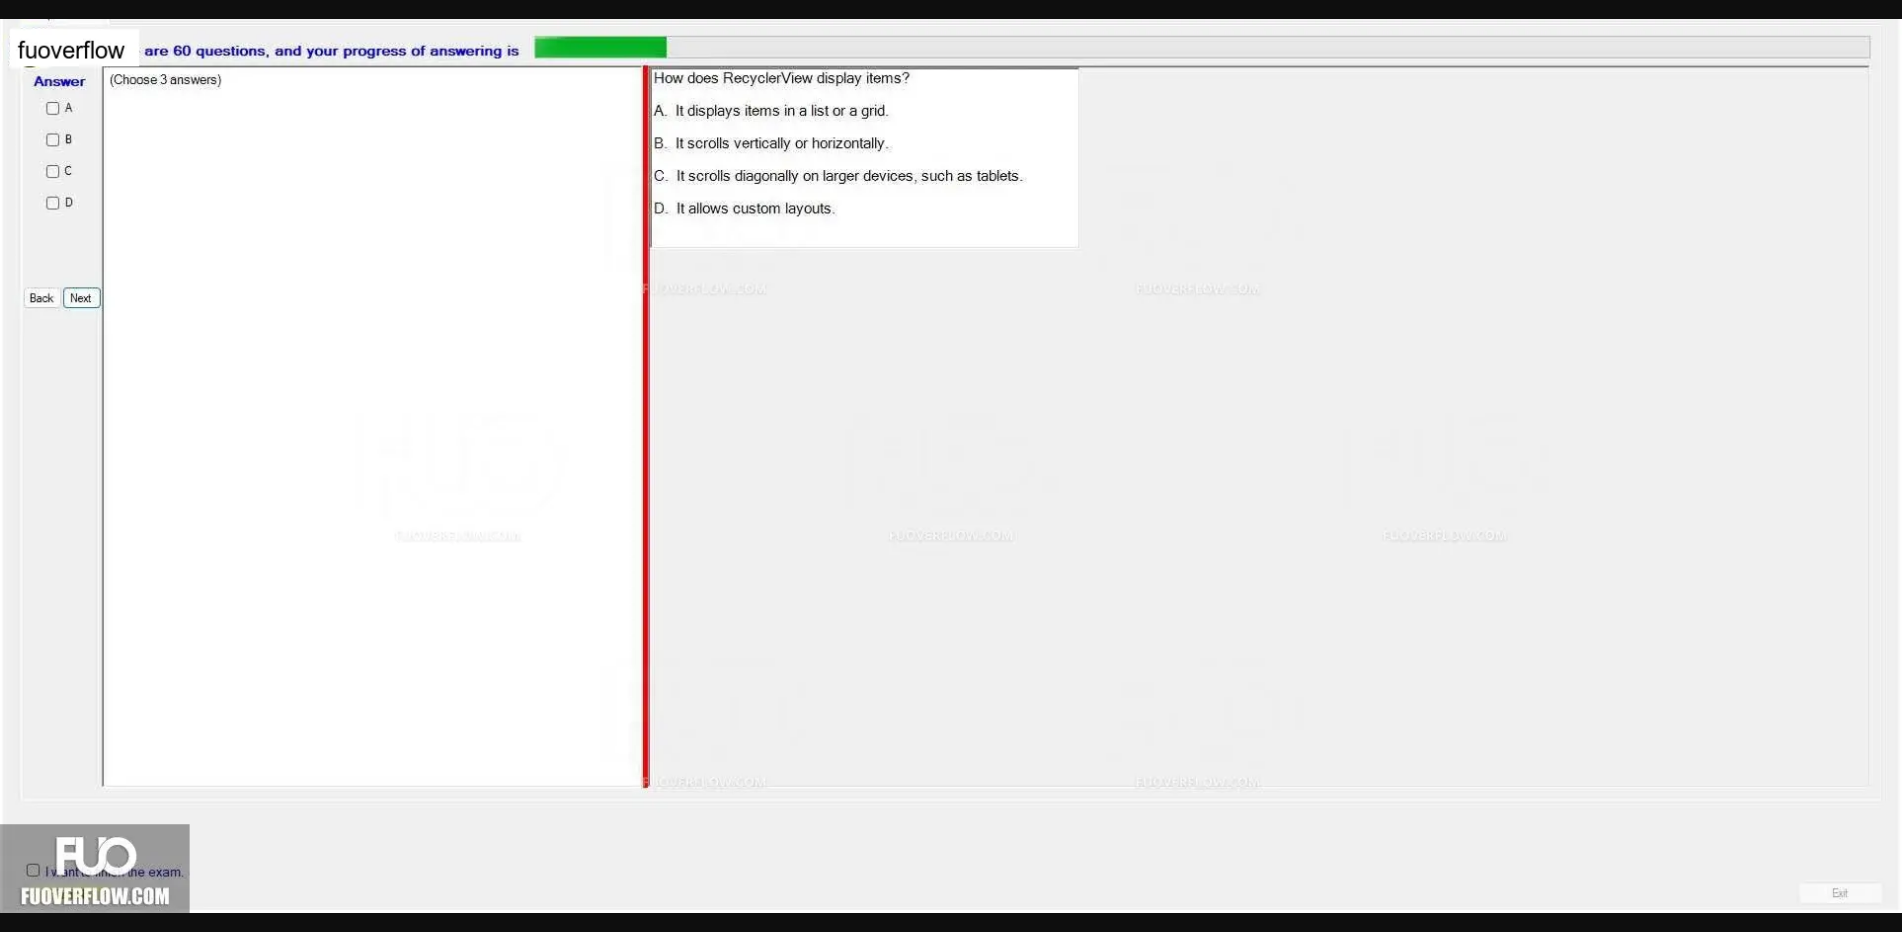 fuoverflow are 60 questions, and your progress of answering is
Answer
(Choose 3 answers)
A
B
C
D
Back Next
How does RecyclerView display items?
A. It displays items in a list or a grid.
B. It scrolls vertically or horizontally.
C. It scrolls diagonally on larger devices, such as tablets.
D. It allows custom layouts.
FUOVERFLOW.COM FUOVERFLOW.COM
FUOVERFLOW.COM FUOVERFLOW.COM FUOVERFLOW.COM
FUOVERFLOW.COM FUOVERFLOW.COM
FUO
I want to finish the exam.
FUOVERFLOW.COM
Exit